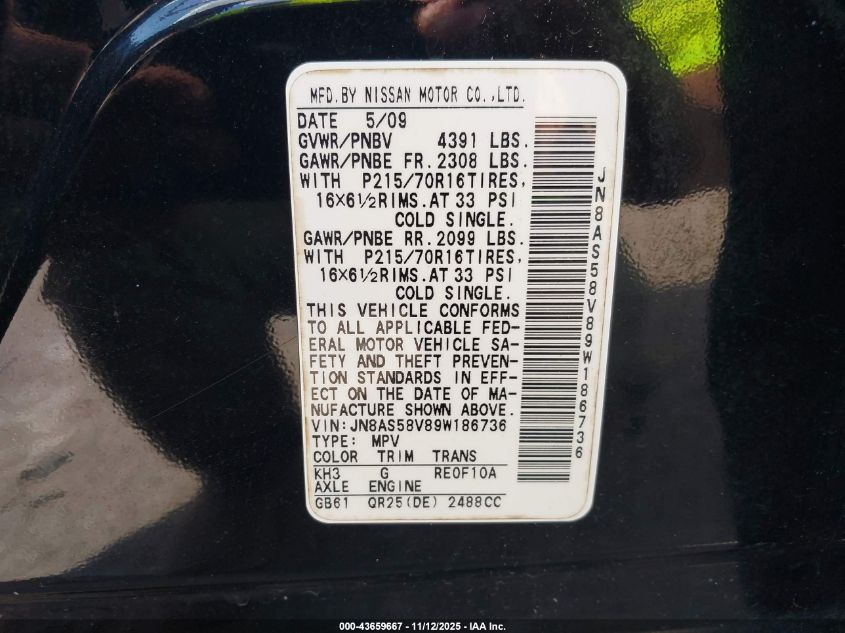 MFD.BY NISSAN MOTOR CO.,LTD.
DATE 5/09
GVWR/PNBV 4391 LBS.
GAWR/PNBE FR.2308 LBS.
WITH P215/70R16TIRES,
16×6½RIMS.AT 33 PSI
COLD SINGLE.
GAWR/PNBE RR.2099 LBS.
WITH P215/70R16TIRES,
16×6½RIMS.AT 33 PSI
COLD SINGLE.
THIS VEHICLE CONFORMS
TO ALL APPLICABLE FED-
ERAL MOTOR VEHICLE SA-
FETY AND THEFT PREVEN-
TION STANDARDS IN EFF-
ECT ON THE DATE OF MA-
NUFACTURE SHOWN ABOVE.
VIN:JN8AS58V89W186736
TYPE: MPV
COLOR TRIM TRANS
KH3 G RE0F10A
AXLE ENGINE
GB61 QR25(DE) 2488CC
JN8AS58V89W186736
000-43659667 - 11/12/2025 - IAA Inc.